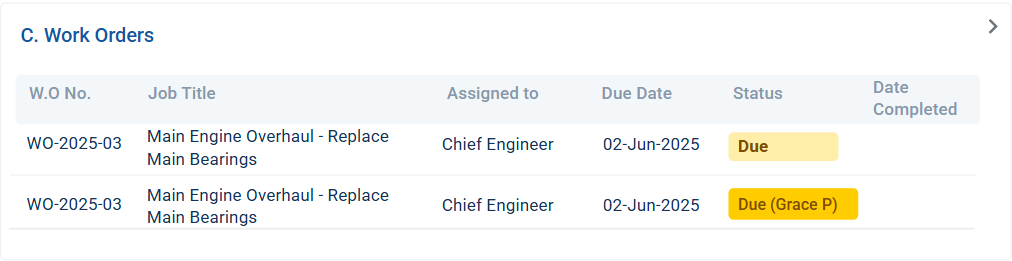 C. Work Orders
W.O No. Job Title Assigned to Due Date Status Date Completed
WO-2025-03 Main Engine Overhaul - Replace Main Bearings Chief Engineer 02-Jun-2025 Due
WO-2025-03 Main Engine Overhaul - Replace Main Bearings Chief Engineer 02-Jun-2025 Due (Grace P)